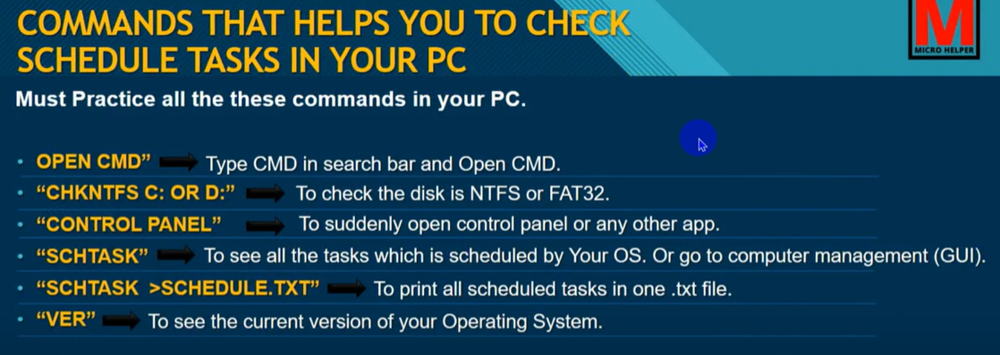 COMMANDS THAT HELPS YOU TO CHECK
SCHEDULE TASKS IN YOUR PC
M
MICRO HELPER
Must Practice all the these commands in your PC.
• OPEN CMD” Type CMD in search bar and Open CMD.
• “CHKNTFS C: OR D:” To check the disk is NTFS or FAT32.
• “CONTROL PANEL” To suddenly open control panel or any other app.
• “SCHTASK” To see all the tasks which is scheduled by Your OS. Or go to computer management (GUI).
• “SCHTASK >SCHEDULE.TXT” To print all scheduled tasks in one .txt file.
• “VER” To see the current version of your Operating System.